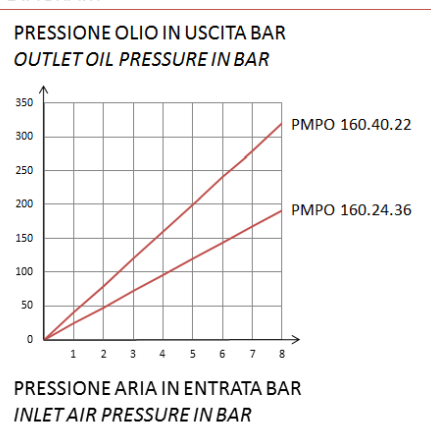 PRESSIONE OLIO IN USCITA BAR
OUTLET OIL PRESSURE IN BAR
350
300
250
200
150
100
50
0
PMPO 160.40.22
PMPO 160.24.36
1 2 3 4 5 6 7 8
PRESSIONE ARIA IN ENTRATA BAR
INLET AIR PRESSURE IN BAR